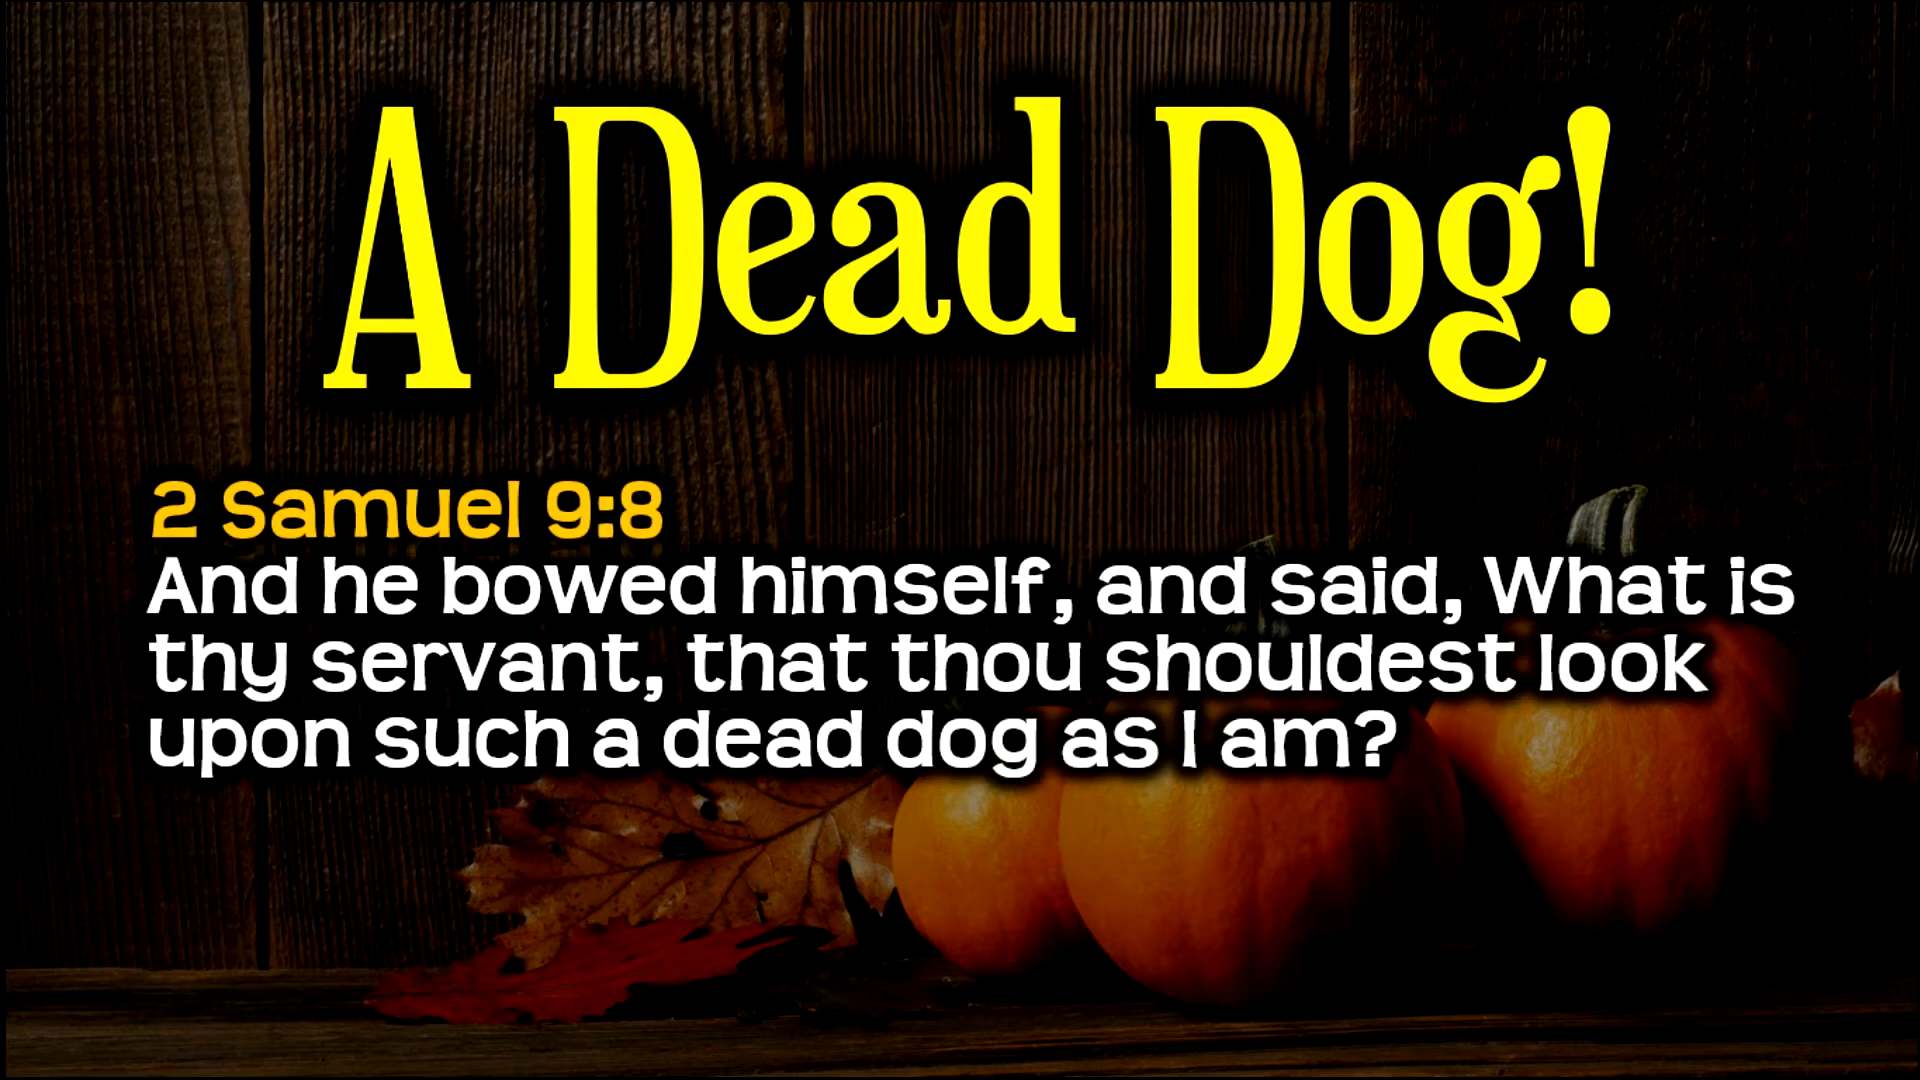 A Dead Dog!
2 Samuel 9:8
And he bowed himself, and said, What is
thy servant, that thou shouldest look
upon such a dead dog as I am?